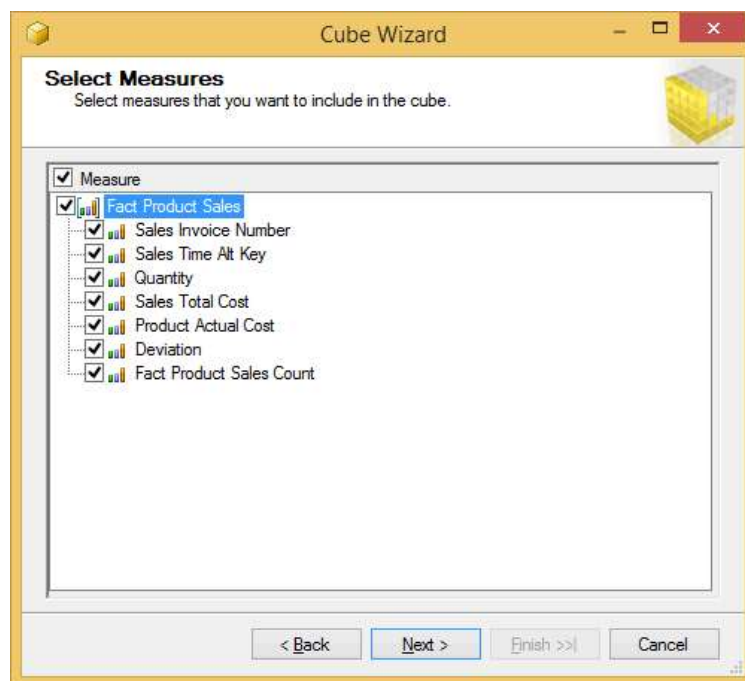 Cube Wizard
Select Measures
Select measures that you want to include in the cube.
Measure
Fact Product Sales
Sales Invoice Number
Sales Time Alt Key
Quantity
Sales Total Cost
Product Actual Cost
Deviation
Fact Product Sales Count
< Back Next > Finish >>| Cancel